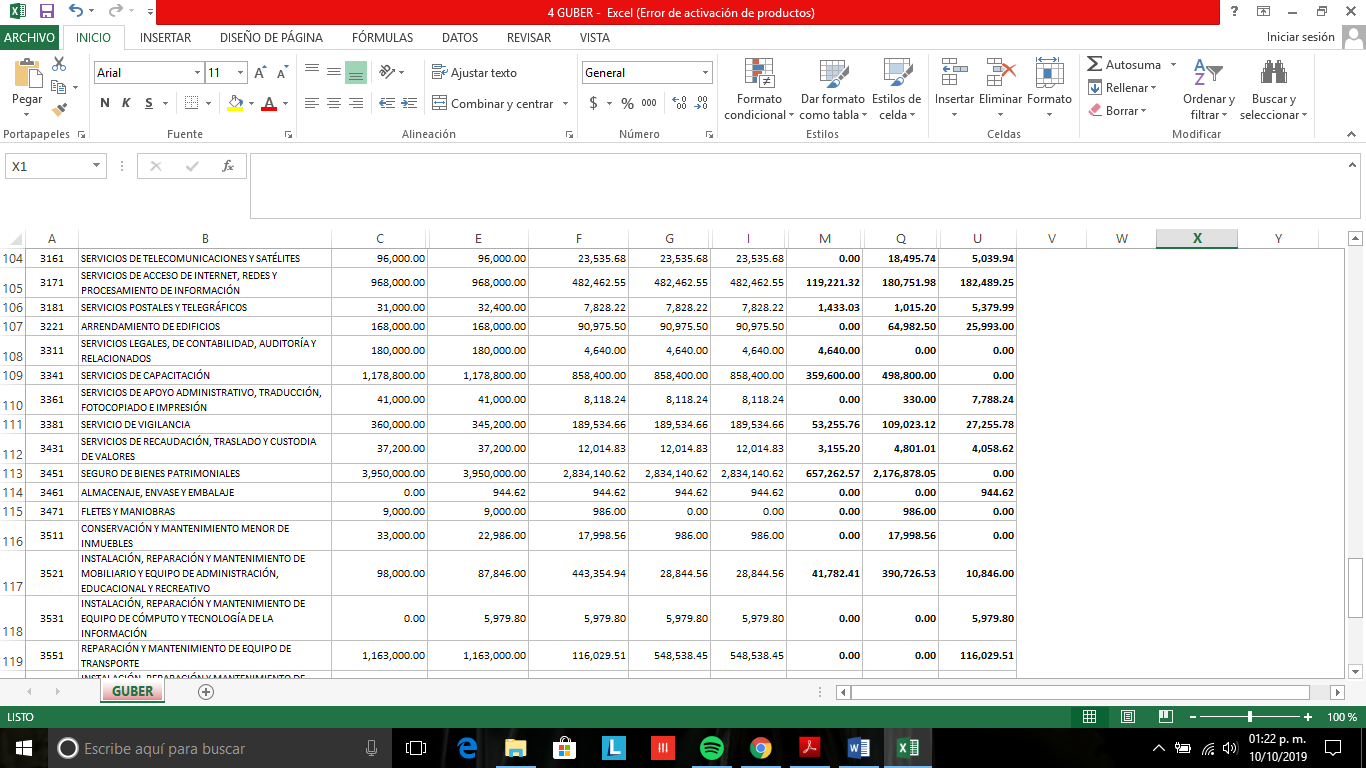 4 GUBER - Excel (Error de activación de productos)
ARCHIVO INICIO INSERTAR DISEÑO DE PÁGINA FÓRMULAS DATOS REVISAR VISTA Iniciar sesión
Pegar
Portapapeles
Arial 11
N K S
Fuente
Ajustar texto
Combinar y centrar
Alineación
General
$ % 000
Número
Formato condicional
Dar formato como tabla
Estilos de celda
Estilos
Insertar Eliminar Formato
Celdas
Autosuma
Rellenar
Borrar
Ordenar y filtrar
Buscar y seleccionar
Modificar
X1 fx
A B C E F G I M Q U V W X Y
104 3161 SERVICIOS DE TELECOMUNICACIONES Y SATÉLITES 96,000.00 96,000.00 23,535.68 23,535.68 23,535.68 0.00 18,495.74 5,039.94
105 3171 SERVICIOS DE ACCESO DE INTERNET, REDES Y
PROCESAMIENTO DE INFORMACIÓN 968,000.00 968,000.00 482,462.55 482,462.55 482,462.55 119,221.32 180,751.98 182,489.25
106 3181 SERVICIOS POSTALES Y TELEGRÁFICOS 31,000.00 32,400.00 7,828.22 7,828.22 7,828.22 1,433.03 1,015.20 5,379.99
107 3221 ARRENDAMIENTO DE EDIFICIOS 168,000.00 168,000.00 90,975.50 90,975.50 90,975.50 0.00 64,982.50 25,993.00
108 3311 SERVICIOS LEGALES, DE CONTABILIDAD, AUDITORÍA Y
RELACIONADOS 180,000.00 180,000.00 4,640.00 4,640.00 4,640.00 4,640.00 0.00 0.00
109 3341 SERVICIOS DE CAPACITACIÓN 1,178,800.00 1,178,800.00 858,400.00 858,400.00 858,400.00 359,600.00 498,800.00 0.00
110 3361 SERVICIOS DE APOYO ADMINISTRATIVO, TRADUCCIÓN,
FOTOCOPIADO E IMPRESIÓN 41,000.00 41,000.00 8,118.24 8,118.24 8,118.24 0.00 330.00 7,788.24
111 3381 SERVICIO DE VIGILANCIA 360,000.00 345,200.00 189,534.66 189,534.66 189,534.66 53,255.76 109,023.12 27,255.78
112 3431 SERVICIOS DE RECAUDACIÓN, TRASLADO Y CUSTODIA
DE VALORES 37,200.00 37,200.00 12,014.83 12,014.83 12,014.83 3,155.20 4,801.01 4,058.62
113 3451 SEGURO DE BIENES PATRIMONIALES 3,950,000.00 3,950,000.00 2,834,140.62 2,834,140.62 2,834,140.62 657,262.57 2,176,878.05 0.00
114 3461 ALMACENAJE, ENVASE Y EMBALAJE 0.00 944.62 944.62 944.62 944.62 0.00 0.00 944.62
115 3471 FLETES Y MANIOBRAS 9,000.00 9,000.00 986.00 0.00 0.00 0.00 986.00 0.00
116 3511 CONSERVACIÓN Y MANTENIMIENTO MENOR DE
INMUEBLES 33,000.00 22,986.00 17,998.56 986.00 986.00 0.00 17,998.56 0.00
117 3521 INSTALACIÓN, REPARACIÓN Y MANTENIMIENTO DE
MOBILIARIO Y EQUIPO DE ADMINISTRACIÓN,
EDUCACIONAL Y RECREATIVO 98,000.00 87,846.00 443,354.94 28,844.56 28,844.56 41,782.41 390,726.53 10,846.00
118 3531 INSTALACIÓN, REPARACIÓN Y MANTENIMIENTO DE
EQUIPO DE CÓMPUTO Y TECNOLOGÍA DE LA
INFORMACIÓN 0.00 5,979.80 5,979.80 5,979.80 5,979.80 0.00 0.00 5,979.80
119 3551 REPARACIÓN Y MANTENIMIENTO DE EQUIPO DE
TRANSPORTE 1,163,000.00 1,163,000.00 116,029.51 548,538.45 548,538.45 0.00 0.00 116,029.51
INSTALACIÓN, REPARACIÓN Y MANTENIMIENTO DE
GUBER
LISTO 100 %
Escribe aquí para buscar
01:22 p. m.
10/10/2019